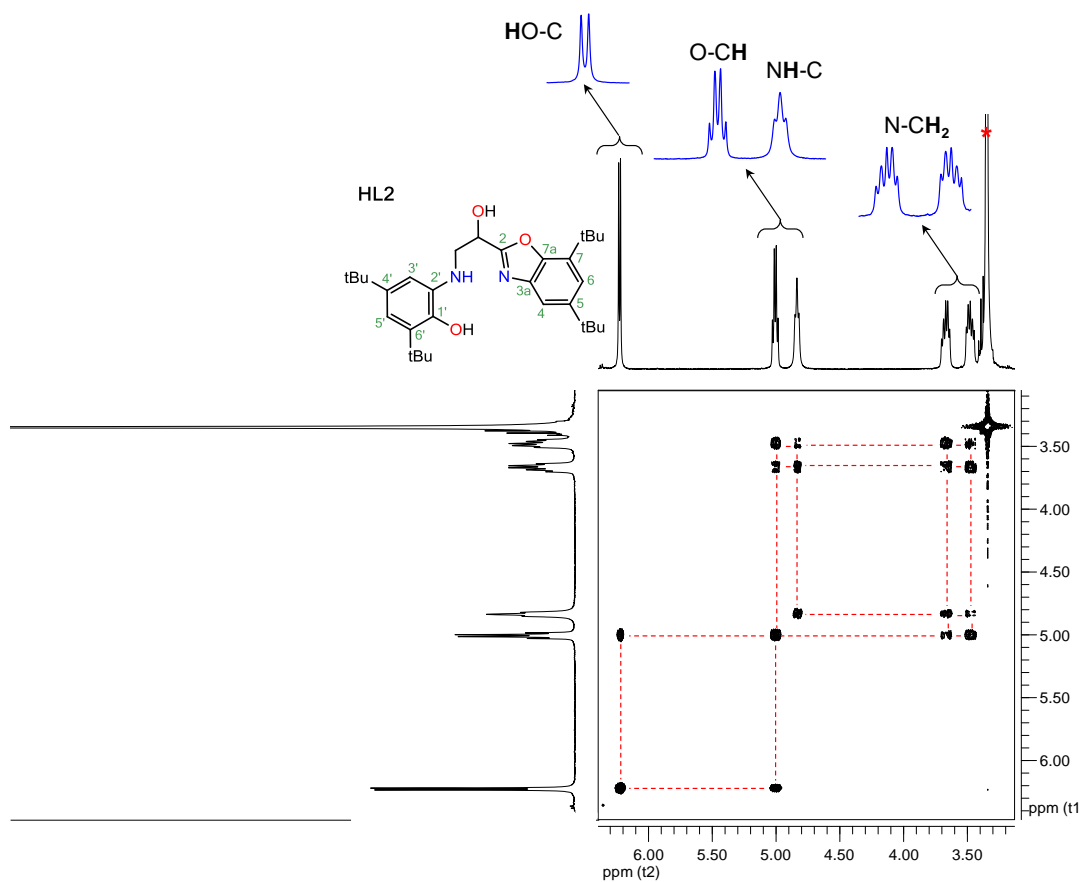 HO-C
O-CH
NH-C
N-CH2
*
HL2
OH
O
tBu
2
7a
7
3'
tBu
4'
2'
NH
N
3a
6
5
1'
4
5'
6'
OH
tBu
tBu
3.50
4.00
4.50
5.00
5.50
6.00
ppm (t1
6.00 5.50 5.00 4.50 4.00 3.50
ppm (t2)